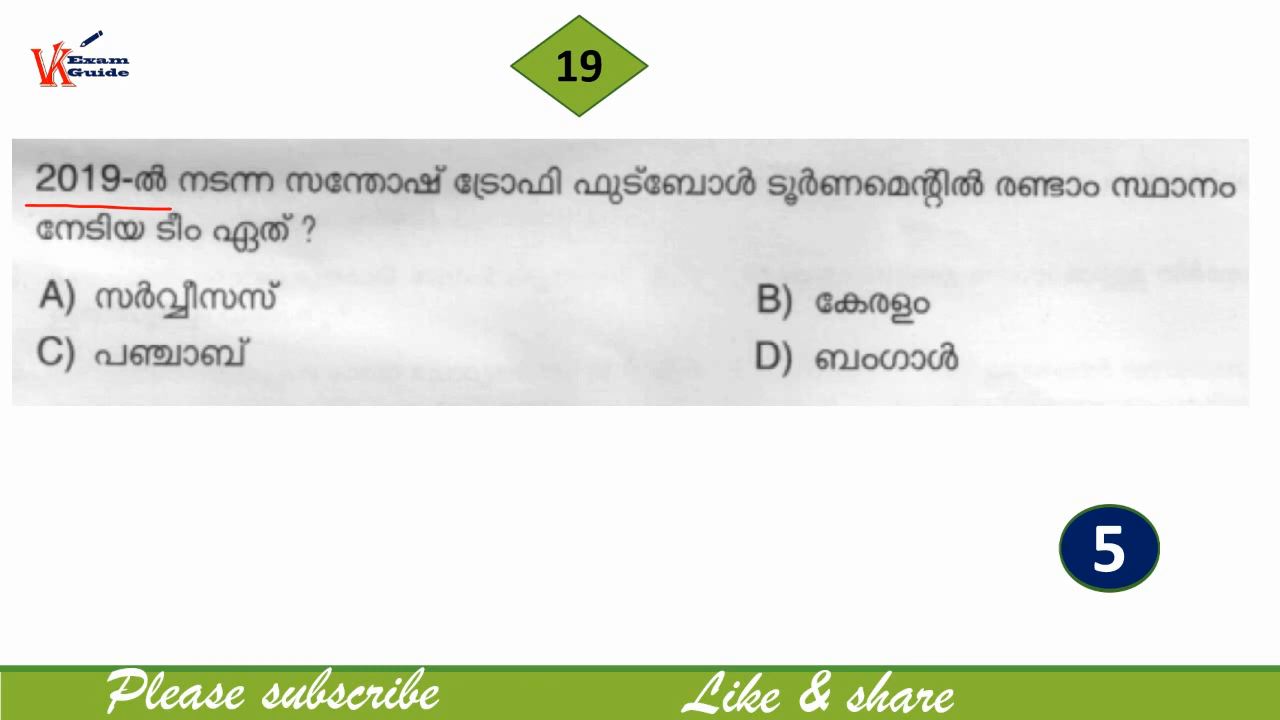 VK Exam
Guide
19
2019-ൽ നടന്ന സന്തോഷ് ട്രോഫി ഫുട്ബോൾ ടൂർണമെന്റിൽ രണ്ടാം സ്ഥാനം
നേടിയ ടീം ഏത് ?
A) സർവ്വീസസ്
B) കേരളം
C) പഞ്ചാബ്
D) ബംഗാൾ
5
Please subscribe
Like & share